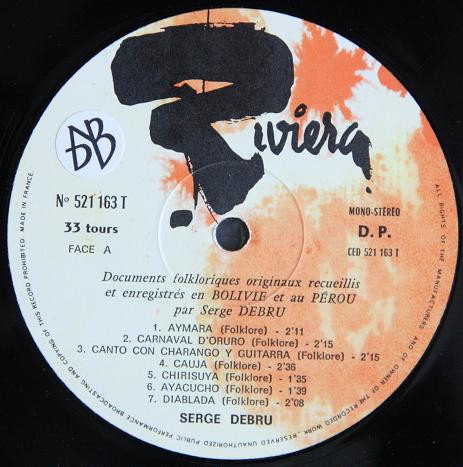 Riviera
N° 521 163 T
33 tours
FACE A
MONO-STÉRÉO
D. P.
CED 521 163 T
Documents folkloriques originaux recueillis
et enregistrés en BOLIVIE et au PÉROU
par Serge DEBRU
1. AYMARA (Folklore) - 2'11
2. CARNAVAL D'ORURO (Folklore) - 2'15
3. CANTO CON CHARANGO Y GUITARRA (Folklore) - 2'15
4. CAUJA (Folklore) - 2'36
5. CHIRISUYA (Folklore) - 1'35
6. AYACUCHO (Folklore) - 1'39
7. DIABLADA (Folklore) - 2'08
SERGE DEBRU
ALL RIGHTS OF THE MANUFACTURERS AND OF OWNER OF THE RECORDED WORK, RESERVED UNAUTHORIZED PUBLIC PERFORMANCE BROADCASTING AND COPYING OF THIS RECORD PROHIBITED. MADE IN FRANCE